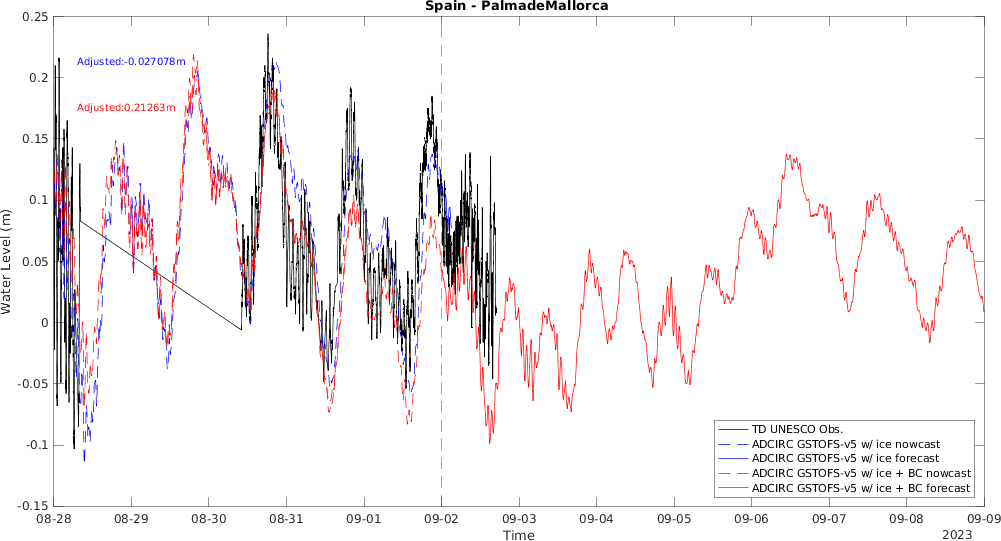 Spain - PalmadeMallorca
0.25
0.2
0.15
0.1
0.05
0
-0.05
-0.1
-0.15
Water Level (m)
Adjusted:-0.027078m
Adjusted:0.21263m
TD UNESCO Obs.
ADCIRC GSTOFS-v5 w/ ice nowcast
ADCIRC GSTOFS-v5 w/ ice forecast
ADCIRC GSTOFS-v5 w/ ice + BC nowcast
ADCIRC GSTOFS-v5 w/ ice + BC forecast
08-28 08-29 08-30 08-31 09-01 09-02 09-03 09-04 09-05 09-06 09-07 09-08 09-09
Time
2023